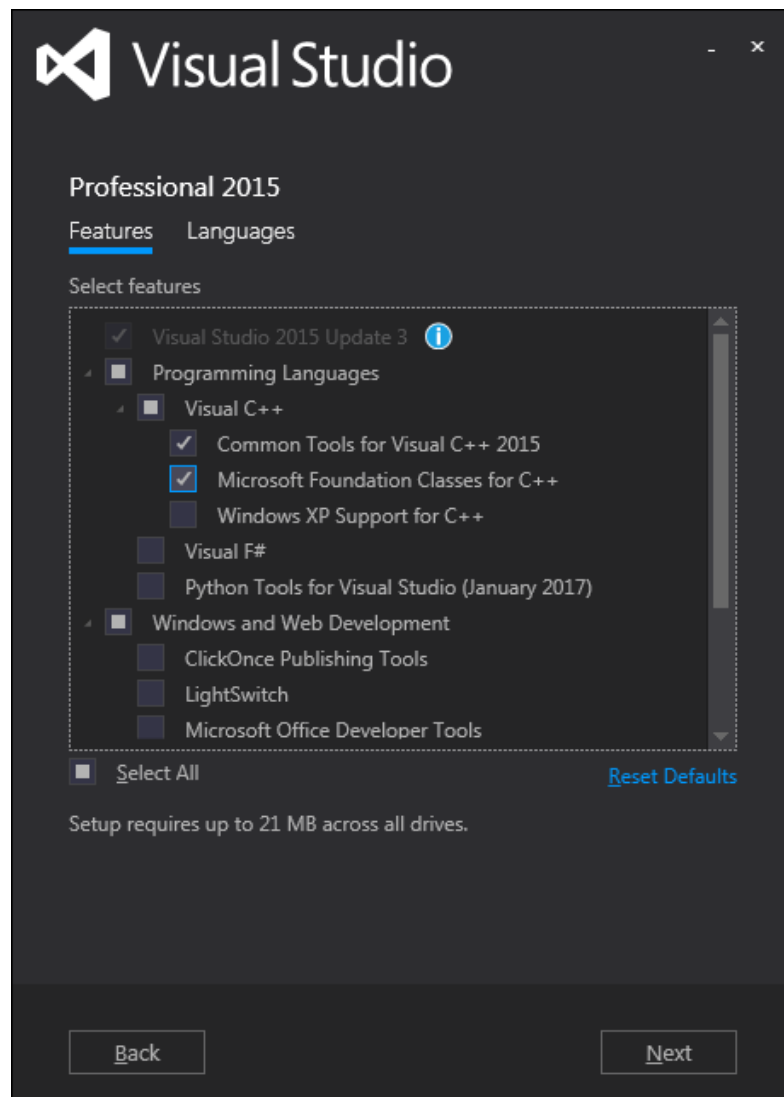 Visual Studio
Professional 2015
Features Languages
Select features
Visual Studio 2015 Update 3
Programming Languages
Visual C++
Common Tools for Visual C++ 2015
Microsoft Foundation Classes for C++
Windows XP Support for C++
Visual F#
Python Tools for Visual Studio (January 2017)
Windows and Web Development
ClickOnce Publishing Tools
LightSwitch
Microsoft Office Developer Tools
Select All Reset Defaults
Setup requires up to 21 MB across all drives.
Back Next